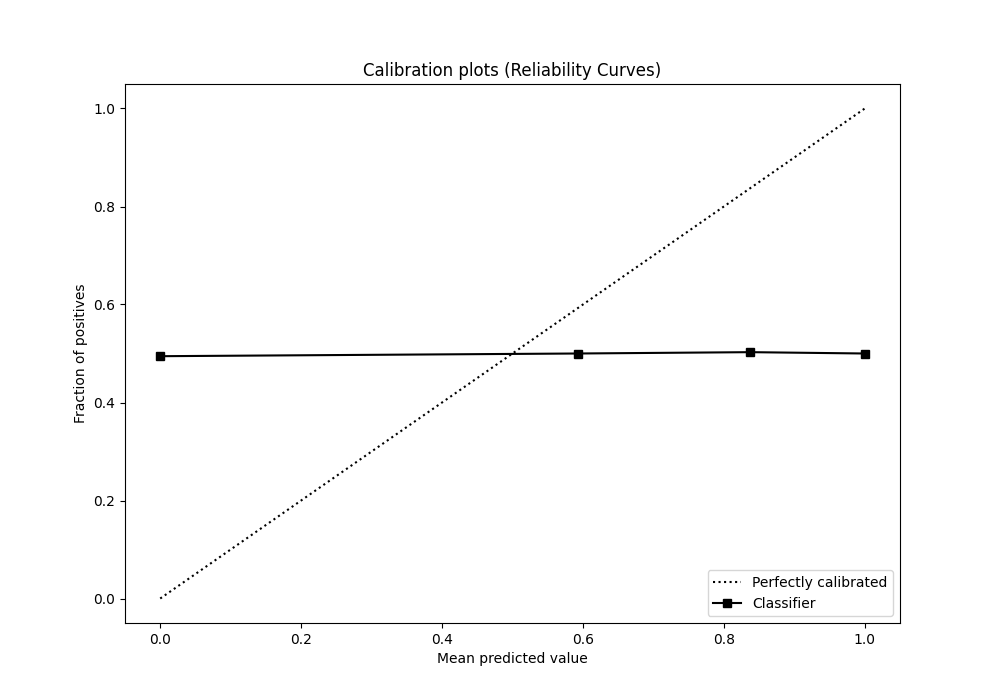 Calibration plots (Reliability Curves)
1.0
0.8
0.6
0.4
0.2
0.0
Fraction of positives
0.0 0.2 0.4 0.6 0.8 1.0
Mean predicted value
Perfectly calibrated
Classifier